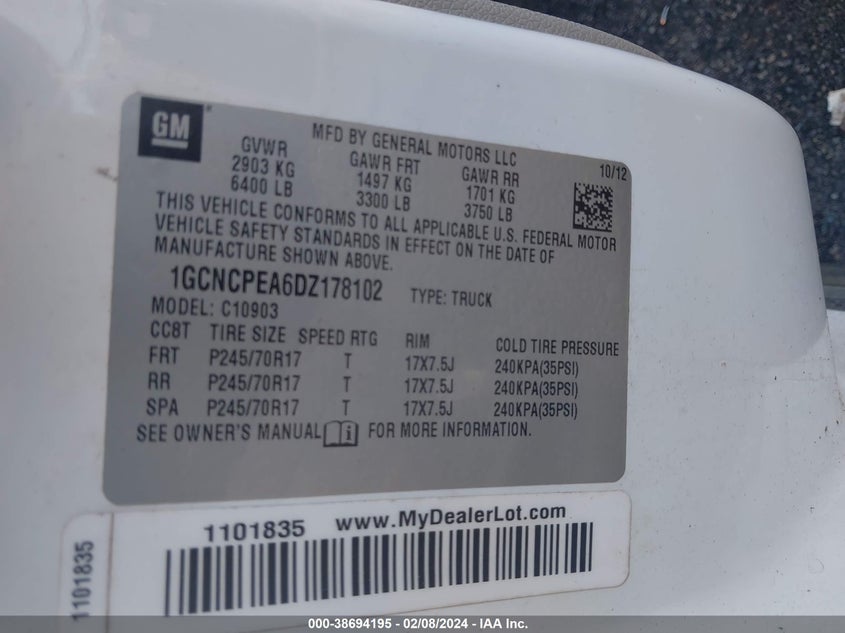 GM
MFD BY GENERAL MOTORS LLC
GVWR GAWR FRT GAWR RR 10/12
2903 KG 1497 KG 1701 KG
6400 LB 3300 LB 3750 LB
THIS VEHICLE CONFORMS TO ALL APPLICABLE U.S. FEDERAL MOTOR
VEHICLE SAFETY STANDARDS IN EFFECT ON THE DATE OF
MANUFACTURE SHOWN ABOVE.
1GCNCPEA6DZ178102 TYPE: TRUCK
MODEL: C10903
CC8T TIRE SIZE SPEED RTG RIM COLD TIRE PRESSURE
FRT P245/70R17 T 17X7.5J 240KPA(35PSI)
RR P245/70R17 T 17X7.5J 240KPA(35PSI)
SPA P245/70R17 T 17X7.5J 240KPA(35PSI)
SEE OWNER'S MANUAL FOR MORE INFORMATION.
1101835 www.MyDealerLot.com
1101835
000-38694195 - 02/08/2024 - IAA Inc.